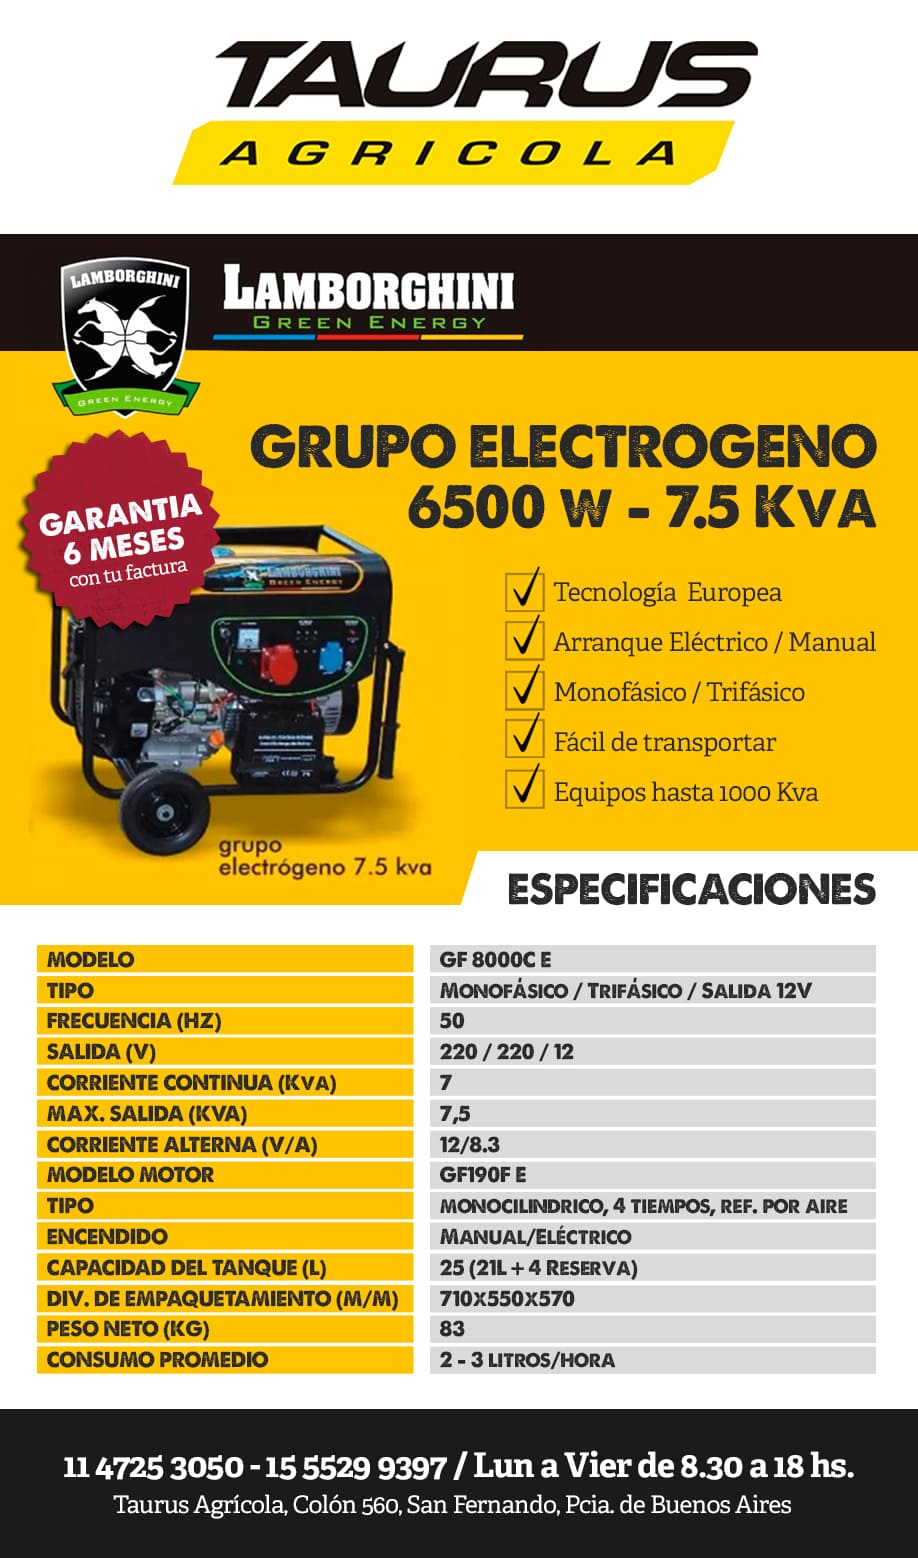 TAURUS
AGRICOLA
LAMBORGHINI
GREEN ENERGY
LAMBORGHINI
GREEN ENERGY
GRUPO ELECTROGENO
6500 W - 7.5 KVA
GARANTIA
6 MESES
con tu factura
LAMBORGHINI
GREEN ENERGY
Tecnología Europea
Arranque Eléctrico / Manual
Monofásico / Trifásico
Fácil de transportar
Equipos hasta 1000 Kva
grupo
electrógeno 7.5 kva
ESPECIFICACIONES
MODELO GF 8000C E
TIPO MONOFÁSICO / TRIFÁSICO / SALIDA 12V
FRECUENCIA (HZ) 50
SALIDA (V) 220 / 220 / 12
CORRIENTE CONTINUA (KVA) 7
MAX. SALIDA (KVA) 7,5
CORRIENTE ALTERNA (V/A) 12/8.3
MODELO MOTOR GF190F E
TIPO MONOCILINDRICO, 4 TIEMPOS, REF. POR AIRE
ENCENDIDO MANUAL/ELÉCTRICO
CAPACIDAD DEL TANQUE (L) 25 (21L + 4 RESERVA)
DIV. DE EMPAQUETAMIENTO (M/M) 710X550X570
PESO NETO (KG) 83
CONSUMO PROMEDIO 2 - 3 LITROS/HORA
11 4725 3050 - 15 5529 9397 / Lun a Vier de 8.30 a 18 hs.
Taurus Agrícola, Colón 560, San Fernando, Pcia. de Buenos Aires